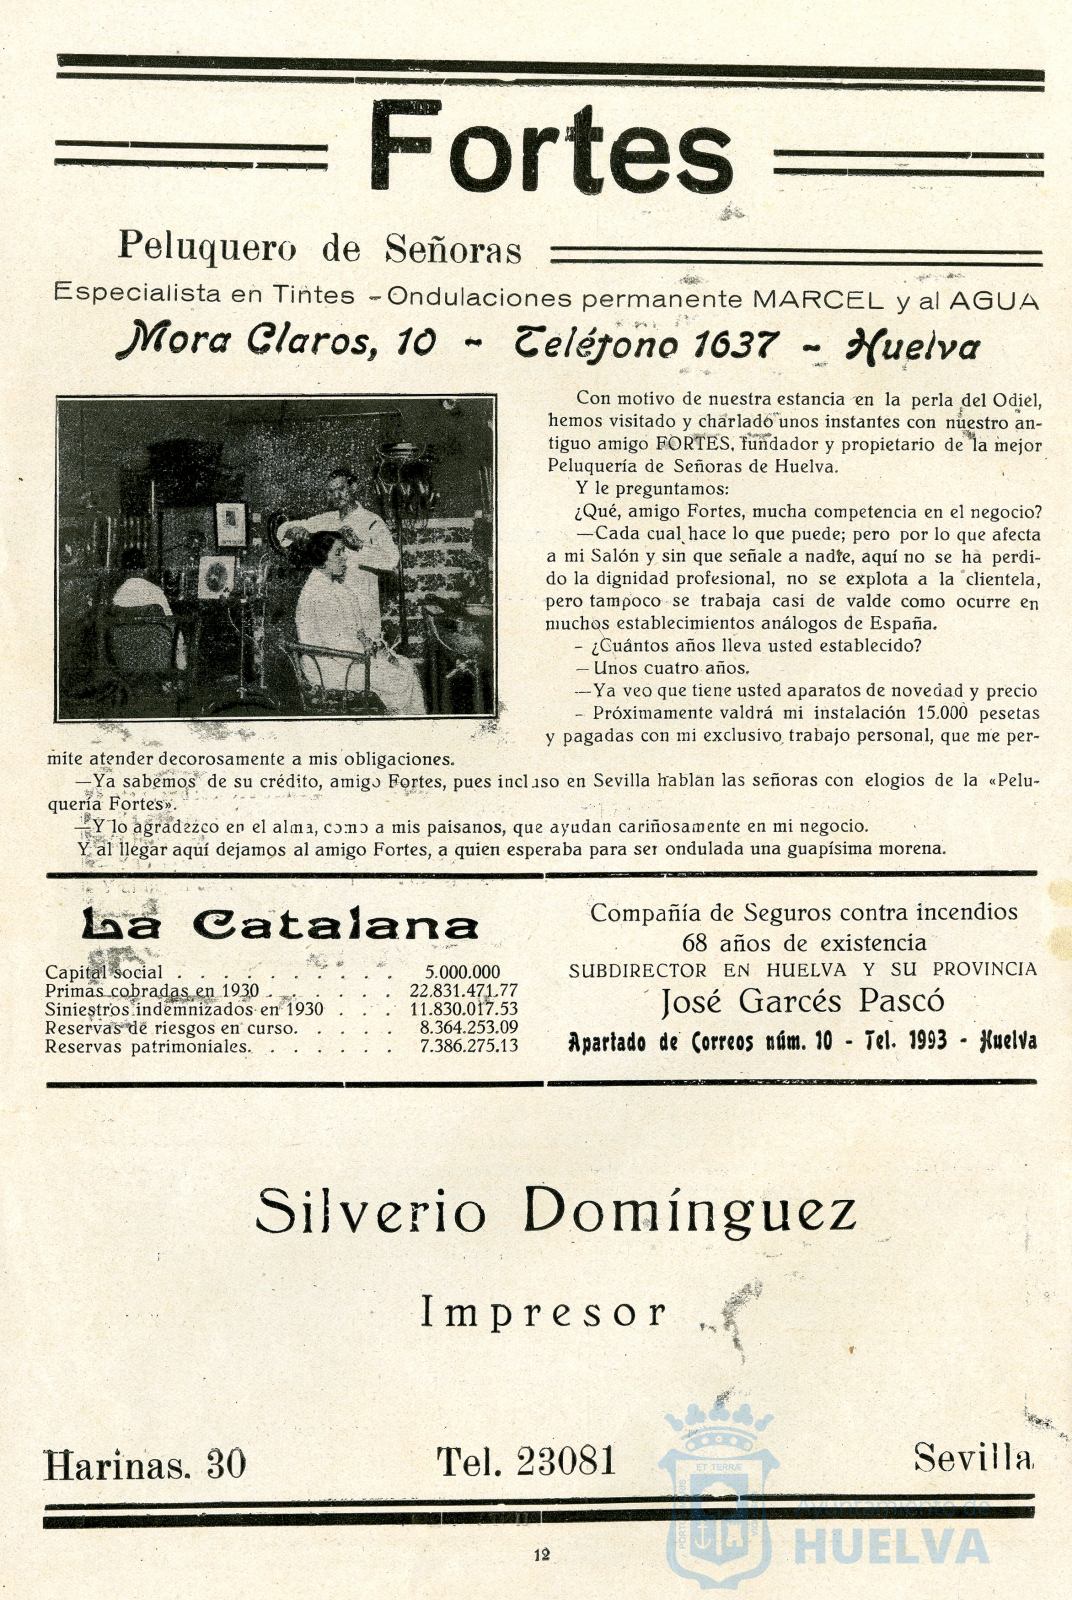 Fortes
Peluquero de Señoras
Especialista en Tintes - Ondulaciones permanente MARCEL y al AGUA
Mora Claros, 10 - Teléfono 1637 - Huelva
Con motivo de nuestra estancia en la perla del Odiel,
hemos visitado y charlado unos instantes con nuestro an-
tiguo amigo FORTES, fundador y propietario de la mejor
Peluquería de Señoras de Huelva.
Y le preguntamos:
¿Qué, amigo Fortes, mucha competencia en el negocio?
—Cada cual hace lo que puede; pero por lo que afecta
a mi Salón y sin que señale a nadie, aquí no se ha perdi-
do la dignidad profesional, no se explota a la clientela,
pero tampoco se trabaja casi de valde como ocurre en
muchos establecimientos análogos de España.
- ¿Cuántos años lleva usted establecido?
— Unos cuatro años.
—Ya veo que tiene usted aparatos de novedad y precio
- Próximamente valdrá mi instalación 15.000 pesetas
y pagadas con mi exclusivo trabajo personal, que me per-
mite atender decorosamente a mis obligaciones.
—Ya sabemos de su crédito, amigo Fortes, pues incluso en Sevilla hablan las señoras con elogios de la «Pelu-
quería Fortes».
—Y lo agradezco en el alma, como a mis paisanos, que ayudan cariñosamente en mi negocio.
Y al llegar aquí dejamos al amigo Fortes, a quien esperaba para ser ondulada una guapísima morena.
La Catalana
Capital social . . . . . . . . . . 5.000.000
Primas cobradas en 1930 . . . . . . 22.831.471.77
Siniestros indemnizados en 1930 . . . 11.830.017.53
Reservas de riesgos en curso. . . . . 8.364.253.09
Reservas patrimoniales. . . . . . . 7.386.275.13
Compañía de Seguros contra incendios
68 años de existencia
SUBDIRECTOR EN HUELVA Y SU PROVINCIA
José Garcés Pascó
Apartado de Correos núm. 10 - Tel. 1993 - Huelva
Silverio Domínguez
Impresor
Harinas. 30 Tel. 23081 Sevilla
ET TERRÆ
Ayuntamiento de
HUELVA
12